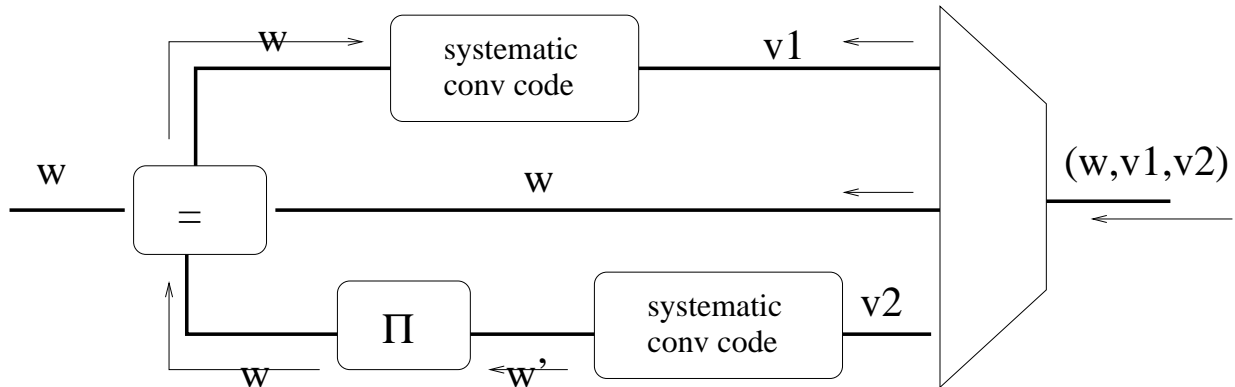 w
systematic
conv code
v1
w
=
w
(w,v1,v2)
Π
w
w'
systematic
conv code
v2